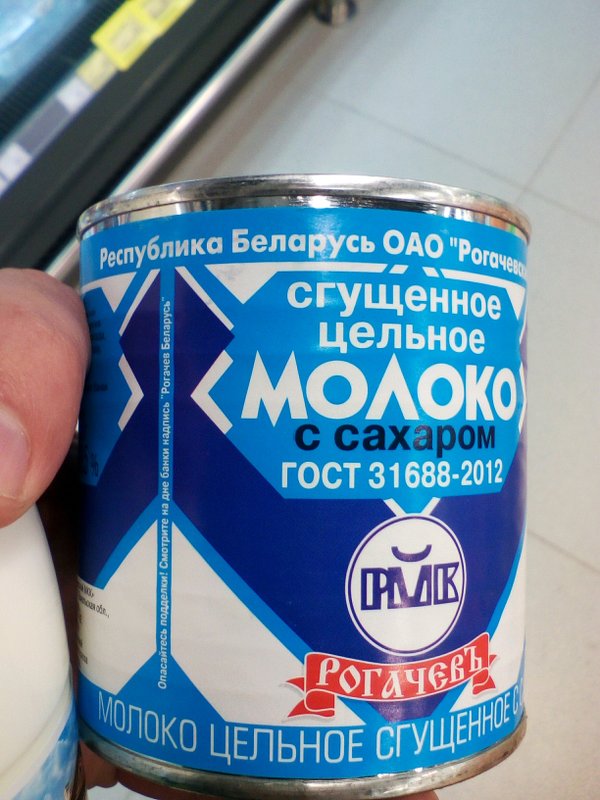 Республика Беларусь ОАО "Рогачевск
сгущенное
цельное
МОЛОКО
с сахаром
ГОСТ 31688-2012
Опасайтесь подделки! Смотрите на дне банки надпись "Рогачев Беларусь"
РОГАЧЕВЪ
МОЛОКО ЦЕЛЬНОЕ СГУЩЕННОЕ С